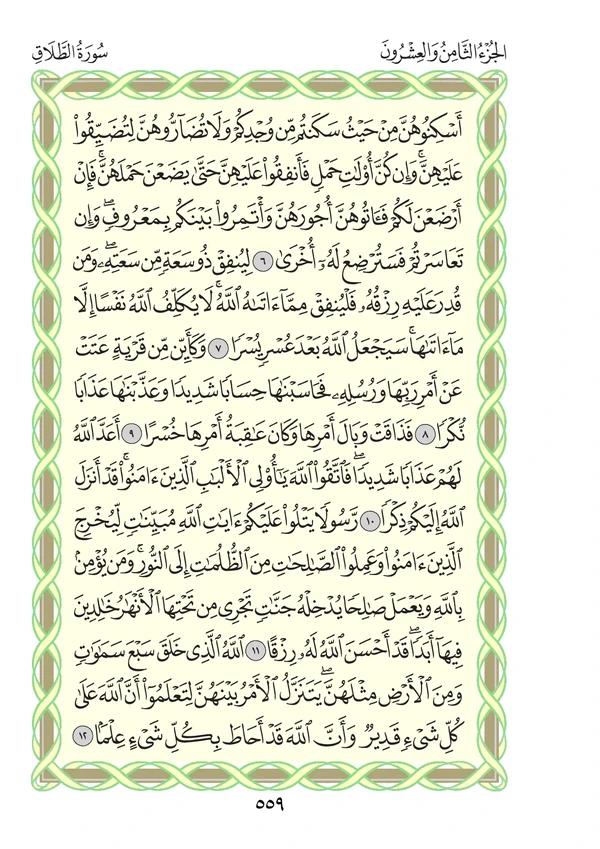 الجُزْءُ الثَّامِنُ وَالعِشْرُونَ
سُورَةُ الطَّلَاقِ
أَسْكِنُوهُنَّ مِنْ حَيْثُ سَكَنتُم مِّن وُجْدِكُمْ وَلَا تُضَآرُّوهُنَّ لِتُضَيِّقُوا۟
عَلَيْهِنَّ ۚ وَإِن كُنَّ أُو۟لَـٰتِ حَمْلٍ فَأَنفِقُوا۟ عَلَيْهِنَّ حَتَّىٰ يَضَعْنَ حَمْلَهُنَّ ۚ فَإِنْ
أَرْضَعْنَ لَكُمْ فَـَٔاتُوهُنَّ أُجُورَهُنَّ وَأْتَمِرُوا۟ بَيْنَكُم بِمَعْرُوفٍ ۖ وَإِن
تَعَاسَرْتُمْ فَسَتُرْضِعُ لَهُۥٓ أُخْرَىٰ ٦ لِيُنفِقْ ذُو سَعَةٍ مِّن سَعَتِهِۦ ۖ وَمَن
قُدِرَ عَلَيْهِ رِزْقُهُۥ فَلْيُنفِقْ مِمَّآ ءَاتَىٰهُ ٱللَّهُ ۚ لَا يُكَلِّفُ ٱللَّهُ نَفْسًا إِلَّا
مَآ ءَاتَىٰهَا ۚ سَيَجْعَلُ ٱللَّهُ بَعْدَ عُسْرٍ يُسْرًا ٧ وَكَأَيِّن مِّن قَرْيَةٍ عَتَتْ
عَنْ أَمْرِ رَبِّهَا وَرُسُلِهِۦ فَحَاسَبْنَـٰهَا حِسَابًا شَدِيدًا وَعَذَّبْنَـٰهَا عَذَابًا
نُّكْرًا ٨ فَذَاقَتْ وَبَالَ أَمْرِهَا وَكَانَ عَـٰقِبَةُ أَمْرِهَا خُسْرًا ٩ أَعَدَّ ٱللَّهُ
لَهُمْ عَذَابًا شَدِيدًا ۖ فَٱتَّقُوا۟ ٱللَّهَ يَـٰٓأُو۟لِى ٱلْأَلْبَـٰبِ ٱلَّذِينَ ءَامَنُوا۟ ۚ قَدْ أَنزَلَ
ٱللَّهُ إِلَيْكُمْ ذِكْرًا ١٠ رَّسُولًا يَتْلُوا۟ عَلَيْكُمْ ءَايَـٰتِ ٱللَّهِ مُبَيِّنَـٰتٍ لِّيُخْرِجَ
ٱلَّذِينَ ءَامَنُوا۟ وَعَمِلُوا۟ ٱلصَّـٰلِحَـٰتِ مِنَ ٱلظُّلُمَـٰتِ إِلَى ٱلنُّورِ ۚ وَمَن يُؤْمِنۢ
بِٱللَّهِ وَيَعْمَلْ صَـٰلِحًا يُدْخِلْهُ جَنَّـٰتٍ تَجْرِى مِن تَحْتِهَا ٱلْأَنْهَـٰرُ خَـٰلِدِينَ
فِيهَآ أَبَدًا ۖ قَدْ أَحْسَنَ ٱللَّهُ لَهُۥ رِزْقًا ١١ ٱللَّهُ ٱلَّذِى خَلَقَ سَبْعَ سَمَـٰوَٰتٍ
وَمِنَ ٱلْأَرْضِ مِثْلَهُنَّ ۖ يَتَنَزَّلُ ٱلْأَمْرُ بَيْنَهُنَّ لِتَعْلَمُوٓا۟ أَنَّ ٱللَّهَ عَلَىٰ
كُلِّ شَىْءٍ قَدِيرٌ وَأَنَّ ٱللَّهَ قَدْ أَحَاطَ بِكُلِّ شَىْءٍ عِلْمًۢا ١٢
٥٥٩